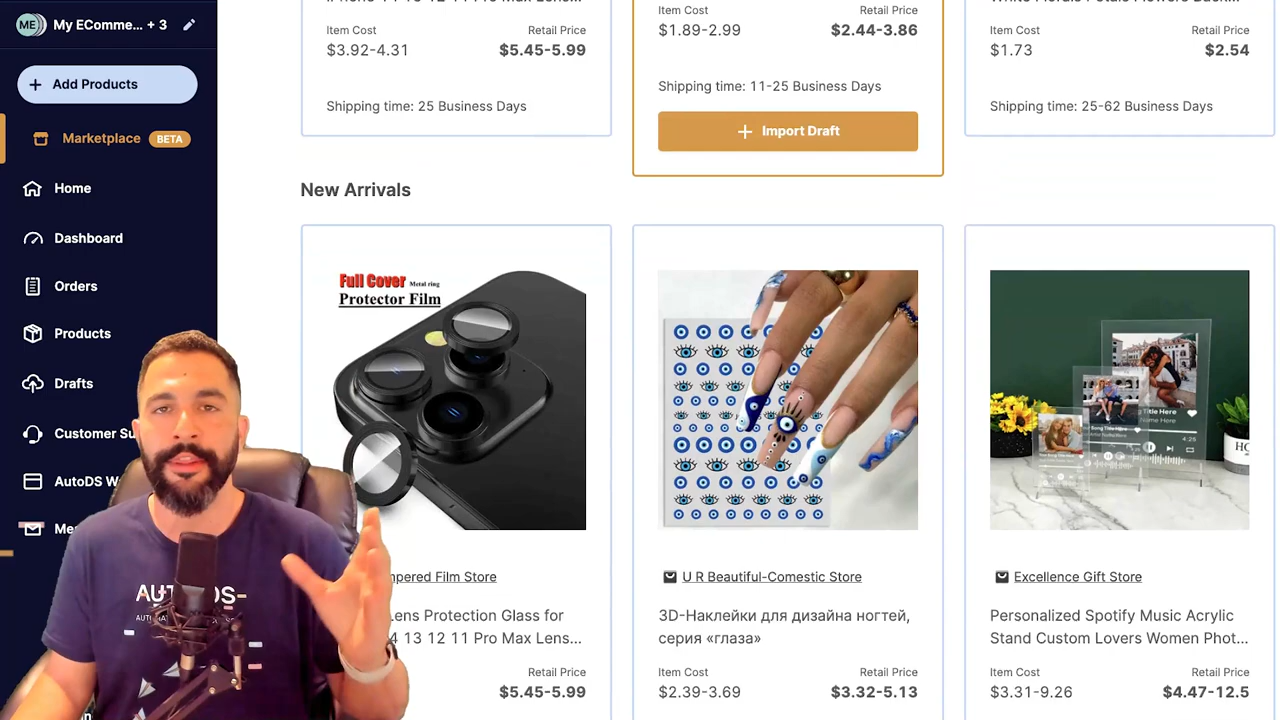 ME
My EComme... + 3
+ Add Products
Marketplace BETA
Home
Dashboard
Orders
Products
Drafts
Customer Su
AutoDS W
Me
Item Cost Retail Price
$3.92-4.31 $5.45-5.99
Shipping time: 25 Business Days
Item Cost Retail Price
$1.89-2.99 $2.44-3.86
Shipping time: 11-25 Business Days
+ Import Draft
Item Cost Retail Price
$1.73 $2.54
Shipping time: 25-62 Business Days
New Arrivals
Full Cover Metal ring
Protector Film
mpered Film Store
Lens Protection Glass for
4 13 12 11 Pro Max Lens...
Retail Price
$5.45-5.99
U R Beautiful-Comestic Store
3D-Наклейки для дизайна ногтей,
серия «глаза»
Item Cost Retail Price
$2.39-3.69 $3.32-5.13
Excellence Gift Store
Personalized Spotify Music Acrylic
Stand Custom Lovers Women Phot...
Item Cost Retail Price
$3.31-9.26 $4.47-12.5